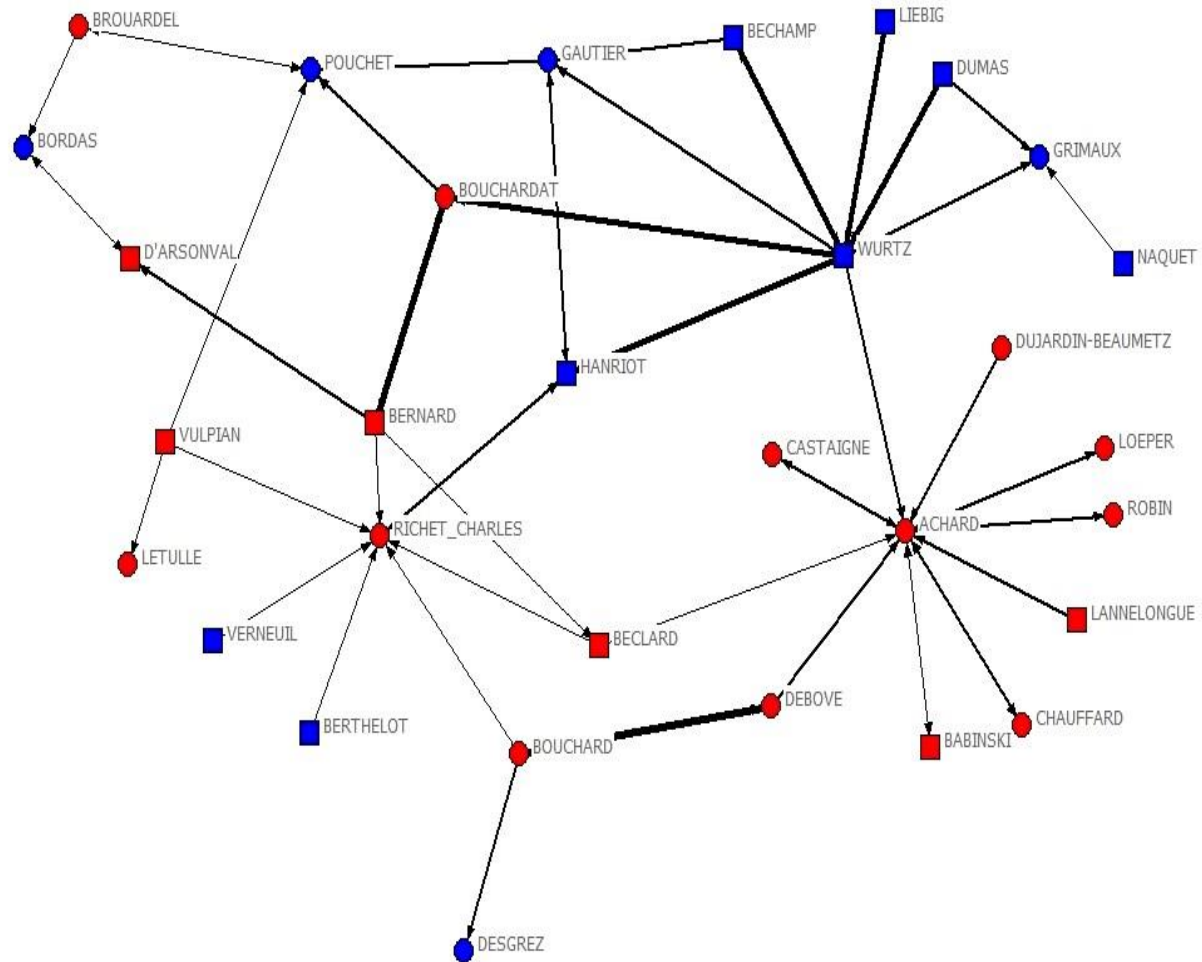 LIEBIG
BROUARDEL
BECHAMP
GAUTIER
POUCHET
DUMAS
BORDAS
GRIMAUX
BOUCHARDAT
D'ARSONVAL
WURTZ
NAQUET
DUJARDIN-BEAUMETZ
HANRIOT
BERNARD
VULPIAN
CASTAIGNE
LOEPER
ROBIN
ACHARD
RICHET_CHARLES
LETULLE
LANNELONGUE
VERNEUIL
BECLARD
DEBOVE
CHAUFFARD
BERTHELOT
BABINSKI
BOUCHARD
DESGREZ